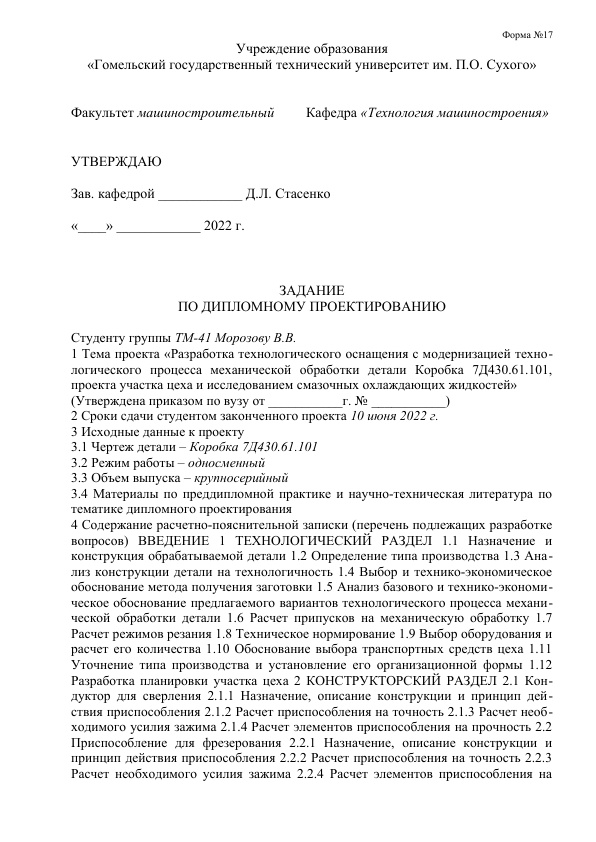 Форма №17
Учреждение образования
«Гомельский государственный технический университет им. П.О. Сухого»
Факультет машиностроительный Кафедра «Технология машиностроения»
УТВЕРЖДАЮ
Зав. кафедрой ____________ Д.Л. Стасенко
«____» ____________ 2022 г.
ЗАДАНИЕ
ПО ДИПЛОМНОМУ ПРОЕКТИРОВАНИЮ
Студенту группы ТМ-41 Морозову В.В.
1 Тема проекта «Разработка технологического оснащения с модернизацией техно-
логического процесса механической обработки детали Коробка 7Д430.61.101,
проекта участка цеха и исследованием смазочных охлаждающих жидкостей»
(Утверждена приказом по вузу от ___________г. № ___________)
2 Сроки сдачи студентом законченного проекта 10 июня 2022 г.
3 Исходные данные к проекту
3.1 Чертеж детали – Коробка 7Д430.61.101
3.2 Режим работы – односменный
3.3 Объем выпуска – крупносерийный
3.4 Материалы по преддипломной практике и научно-техническая литература по
тематике дипломного проектирования
4 Содержание расчетно-пояснительной записки (перечень подлежащих разработке
вопросов) ВВЕДЕНИЕ 1 ТЕХНОЛОГИЧЕСКИЙ РАЗДЕЛ 1.1 Назначение и
конструкция обрабатываемой детали 1.2 Определение типа производства 1.3 Ана-
лиз конструкции детали на технологичность 1.4 Выбор и технико-экономическое
обоснование метода получения заготовки 1.5 Анализ базового и технико-экономи-
ческое обоснование предлагаемого вариантов технологического процесса механи-
ческой обработки детали 1.6 Расчет припусков на механическую обработку 1.7
Расчет режимов резания 1.8 Техническое нормирование 1.9 Выбор оборудования и
расчет его количества 1.10 Обоснование выбора транспортных средств цеха 1.11
Уточнение типа производства и установление его организационной формы 1.12
Разработка планировки участка цеха 2 КОНСТРУКТОРСКИЙ РАЗДЕЛ 2.1 Кон-
дуктор для сверления 2.1.1 Назначение, описание конструкции и принцип дей-
ствия приспособления 2.1.2 Расчет приспособления на точность 2.1.3 Расчет необ-
ходимого усилия зажима 2.1.4 Расчет элементов приспособления на прочность 2.2
Приспособление для фрезерования 2.2.1 Назначение, описание конструкции и
принцип действия приспособления 2.2.2 Расчет приспособления на точность 2.2.3
Расчет необходимого усилия зажима 2.2.4 Расчет элементов приспособления на